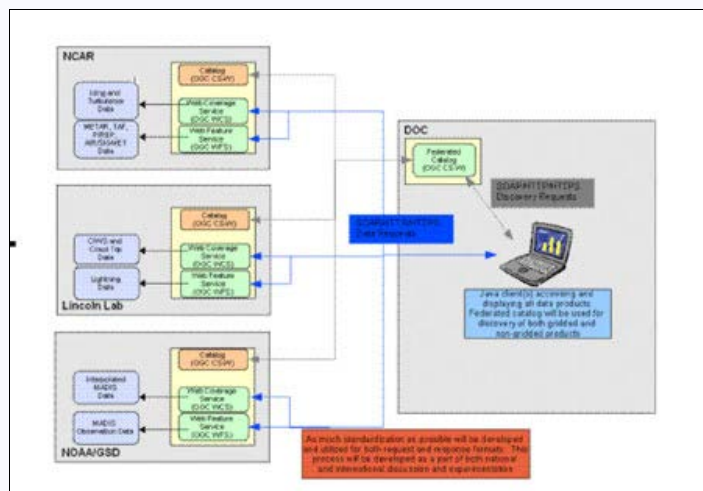 NCAR
Catalog
(OGC CS-W)
Icing and
Turbulence
Data
Web Coverage
Service
(OGC WCS)
METAR, TAF,
PIREP,
AIR/SIGMET
Data
Web Feature
Service
(OGC WFS)
Catalog
(OGC CS-W)
CIWS and
Cloud Top
Data
Web Coverage
Service
(OGC WCS)
Lightning
Data
Web Feature
Service
(OGC WFS)
Lincoln Lab
Catalog
(OGC CS-W)
Interpolated
MADIS
Data
Web Coverage
Service
(OGC WCS)
MADIS
Observation Data
Web Feature
Service
(OGC WFS)
NOAA/GSD
DOC
Federated
Catalog
(OGC CS-W)
SOAP/HTTP/HTTPS
Discovery
Requests
SOAP/HTTP/HTTPS
Data Requests
Java client(s) accessing and
displaying all data products
Federated catalog will be used for
discovery of both gridded and
non-gridded products
As much standardization as possible will be developed
and utilized for both request and response formats. This
process will be developed as a part of both national
and international discussion and experimentation